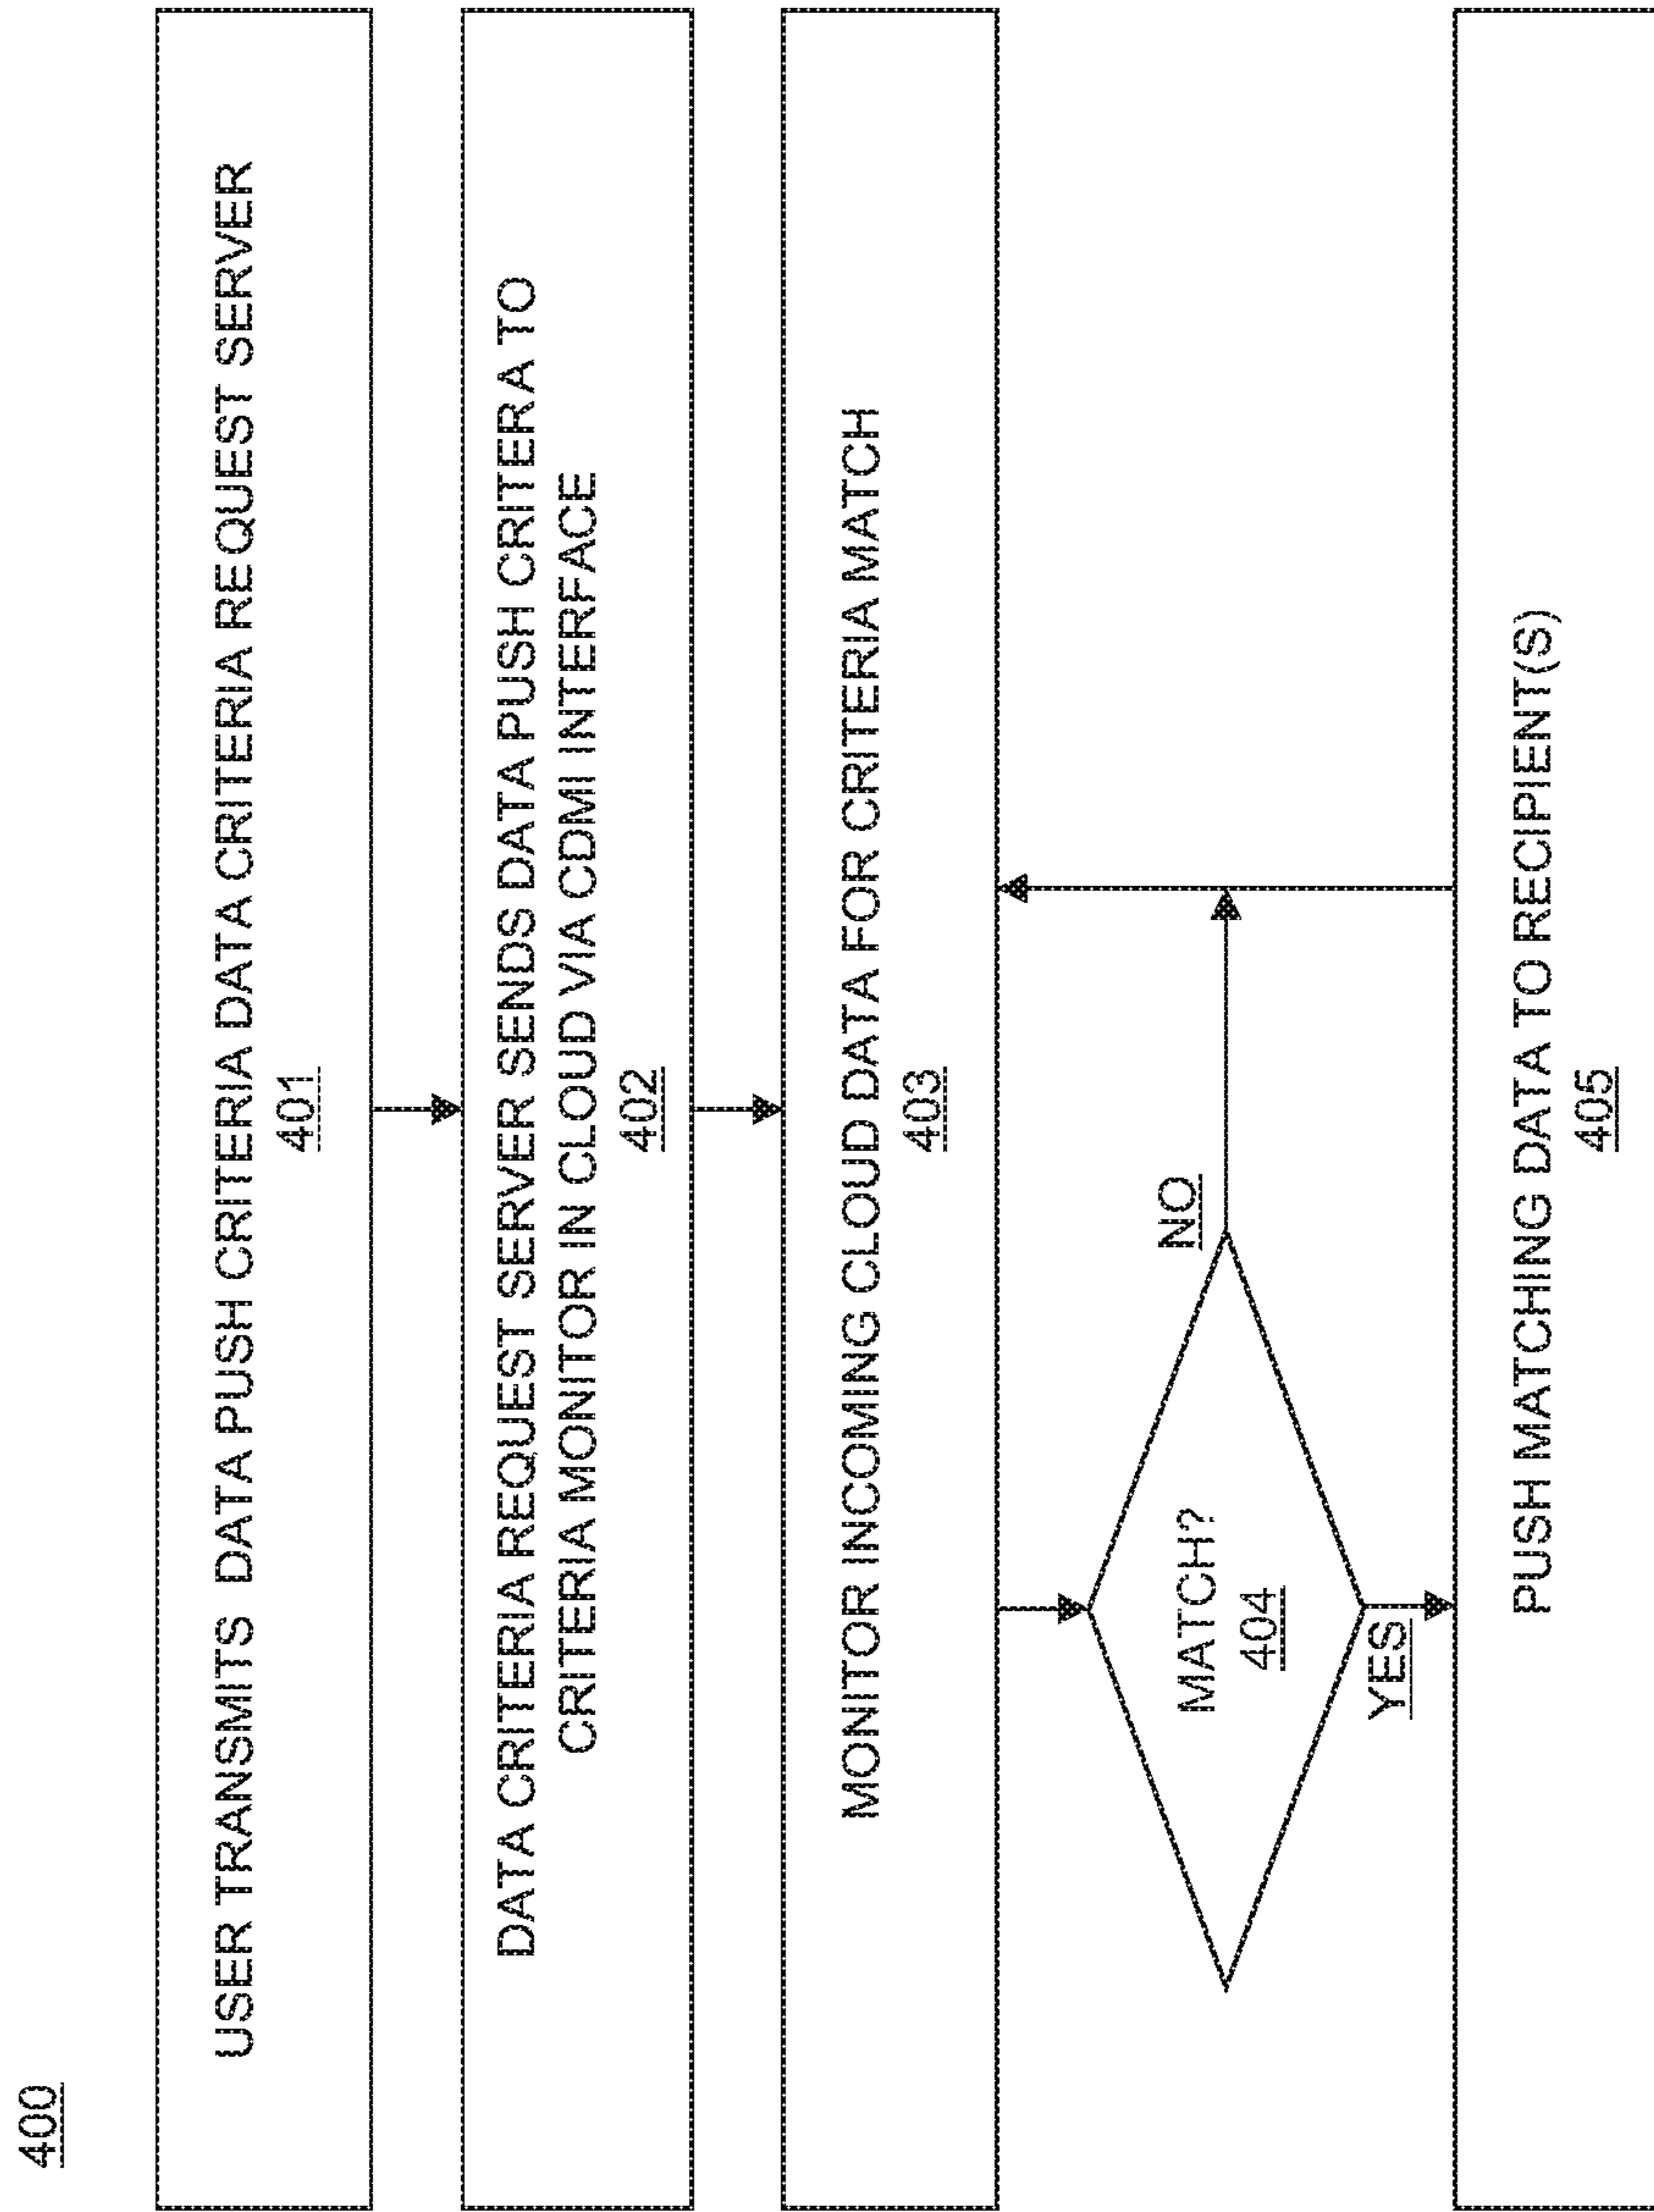 400
USER TRANSMITS DATA PUSH CRITERIA DATA CRITERIA REQUEST SERVER
401
DATA CRITERIA REQUEST SERVER SENDS DATA PUSH CRITERA TO
CRITERIA MONITOR IN CLOUD VIA CDMI INTERFACE
402
MONITOR INCOMING CLOUD DATA FOR CRITERIA MATCH
403
MATCH?
404
NO
YES
PUSH MATCHING DATA TO RECIPIENT(S)
405